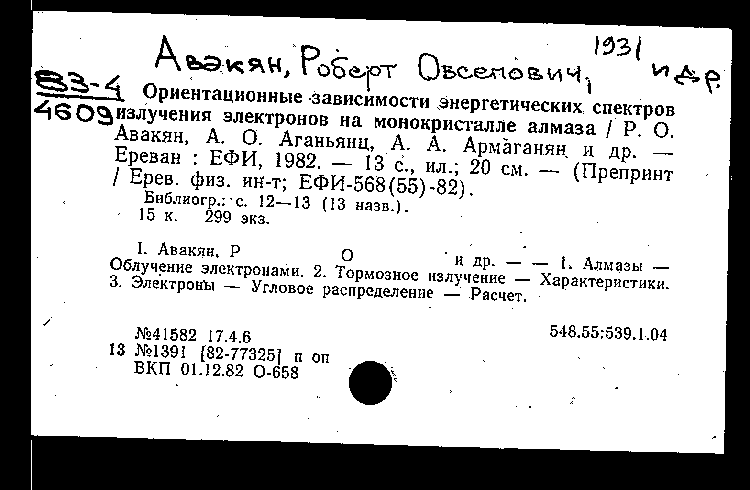 Авакян, Роберт Овсепович, 1931 и др.
83-4
4609
Ориентационные зависимости энергетических спектров
излучения электронов на монокристалле алмаза / Р. О.
Авакян, А. О. Аганьянц, А. А. Армаганян и др. —
Ереван : ЕФИ, 1982. — 13 с., ил.; 20 см. — (Препринт
/ Ерев. физ. ин-т; ЕФИ-568(55)-82).
Библиогр.: с. 12—13 (13 назв.).
15 к. 299 экз.
I. Авакян, Р О и др. — — 1. Алмазы —
Облучение электронами. 2. Тормозное излучение — Характеристики.
3. Электроны — Угловое распределение — Расчет.
№41582 17.4.6 548.55:539.1.04
13 №1391 [82-77325] п оп
ВКП 01.12.82 О-658